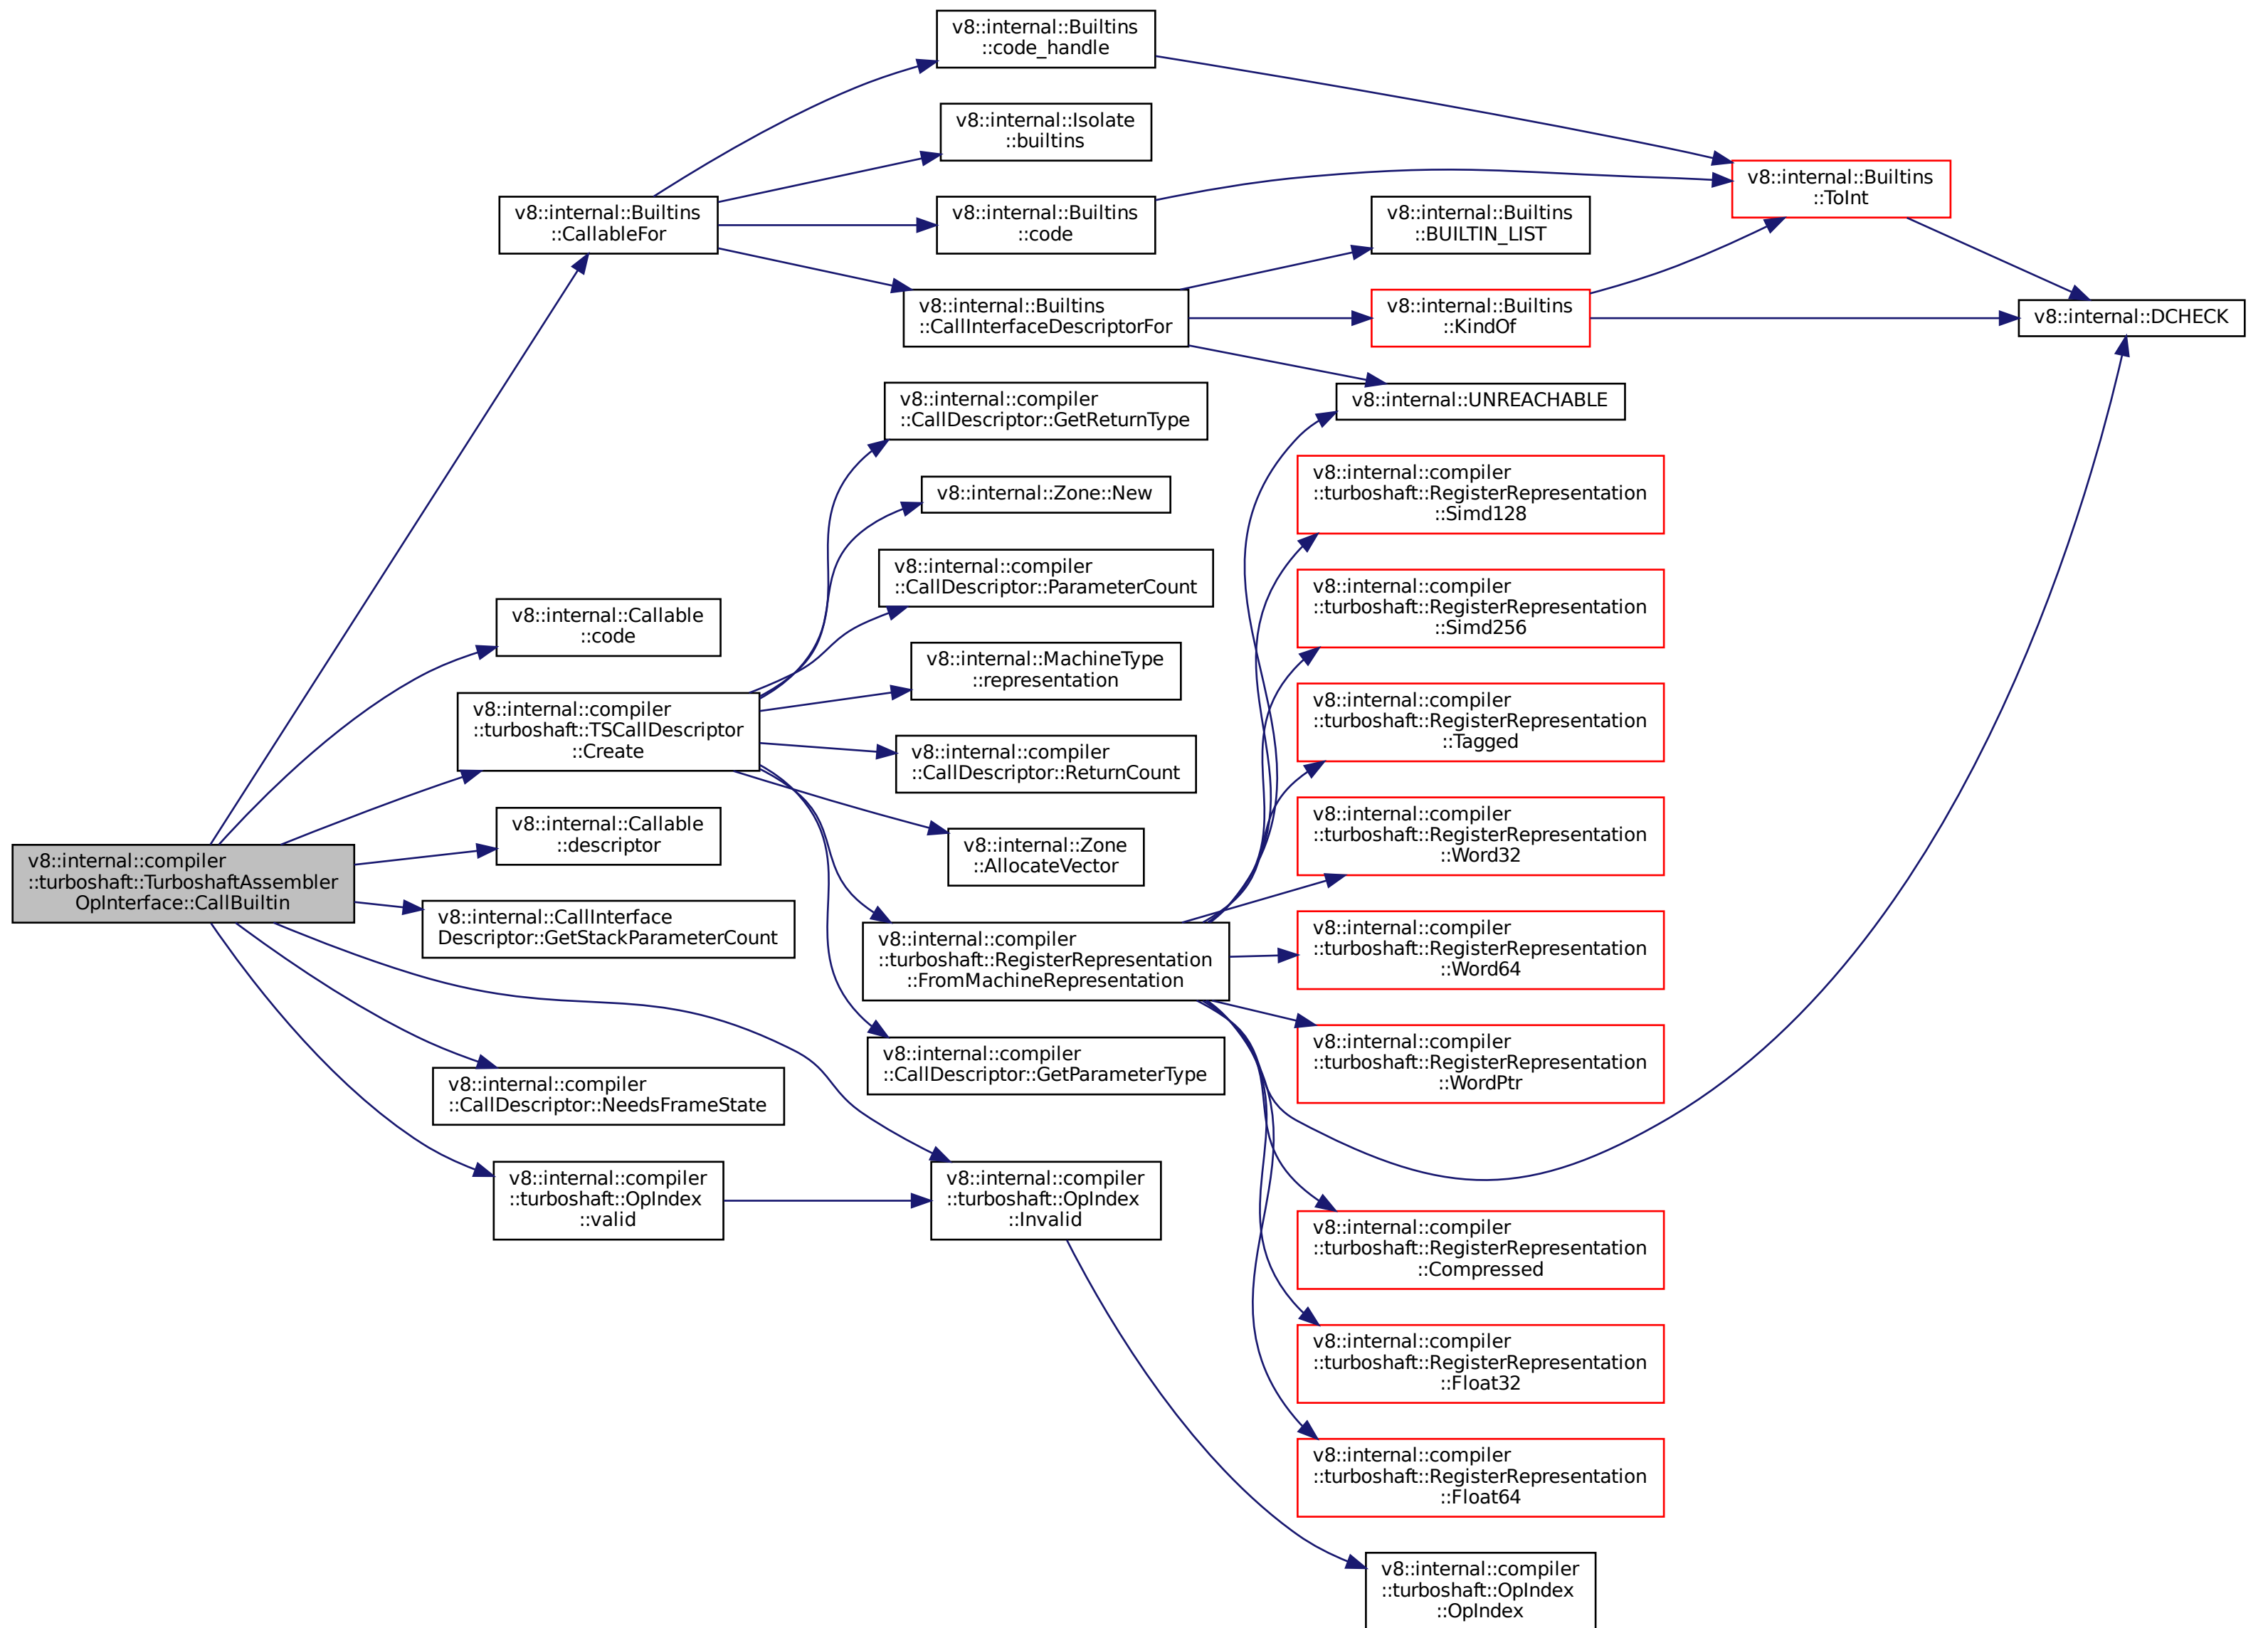 v8::internal::Builtins
::code_handle
v8::internal::Isolate
::builtins
v8::internal::Builtins
::ToInt
v8::internal::Builtins
::CallableFor
v8::internal::Builtins
::code
v8::internal::Builtins
::BUILTIN_LIST
v8::internal::Builtins
::CallInterfaceDescriptorFor
v8::internal::Builtins
::KindOf
v8::internal::DCHECK
v8::internal::compiler
::CallDescriptor::GetReturnType
v8::internal::UNREACHABLE
v8::internal::Zone::New
v8::internal::compiler
::turboshaft::RegisterRepresentation
::Simd128
v8::internal::compiler
::CallDescriptor::ParameterCount
v8::internal::compiler
::turboshaft::RegisterRepresentation
::Simd256
v8::internal::Callable
::code
v8::internal::MachineType
::representation
v8::internal::compiler
::turboshaft::TSCallDescriptor
::Create
v8::internal::compiler
::turboshaft::RegisterRepresentation
::Tagged
v8::internal::compiler
::CallDescriptor::ReturnCount
v8::internal::Callable
::descriptor
v8::internal::Zone
::AllocateVector
v8::internal::compiler
::turboshaft::RegisterRepresentation
::Word32
v8::internal::compiler
::turboshaft::TurboshaftAssembler
OpInterface::CallBuiltin
v8::internal::CallInterface
Descriptor::GetStackParameterCount
v8::internal::compiler
::turboshaft::RegisterRepresentation
::FromMachineRepresentation
v8::internal::compiler
::turboshaft::RegisterRepresentation
::Word64
v8::internal::compiler
::CallDescriptor::GetParameterType
v8::internal::compiler
::turboshaft::RegisterRepresentation
::WordPtr
v8::internal::compiler
::CallDescriptor::NeedsFrameState
v8::internal::compiler
::turboshaft::OpIndex
::valid
v8::internal::compiler
::turboshaft::OpIndex
::Invalid
v8::internal::compiler
::turboshaft::RegisterRepresentation
::Compressed
v8::internal::compiler
::turboshaft::RegisterRepresentation
::Float32
v8::internal::compiler
::turboshaft::RegisterRepresentation
::Float64
v8::internal::compiler
::turboshaft::OpIndex
::OpIndex